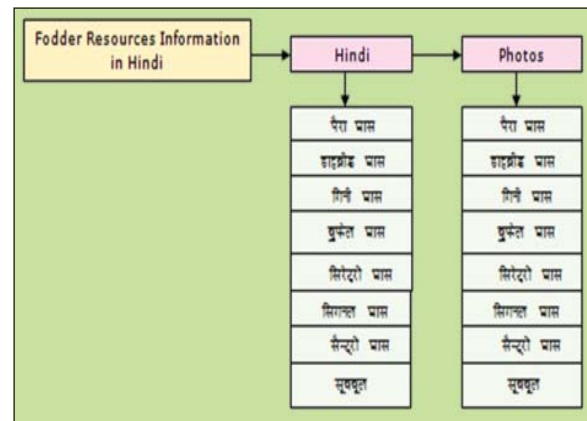 Fodder Resources Information
in Hindi
Hindi
Photos
पैरा घास
हाइब्रीड घास
गिनी घास
घास
घास
सिगनल घास
घास
सूबबूल
पैरा घास
हाइब्रीड घास
गिनी घास
घास
घास
सिगनल घास
घास
सूबबूल